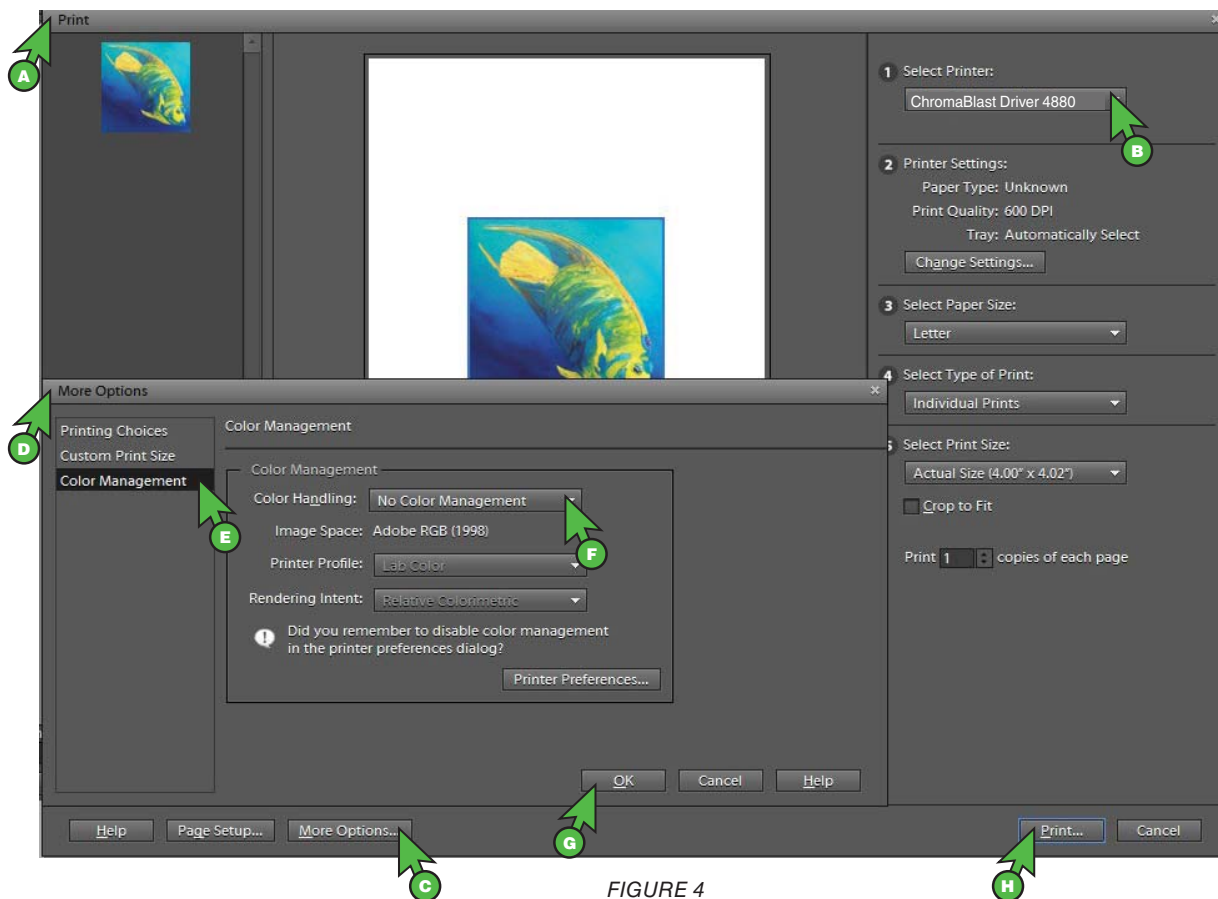 Print
A
1 Select Printer:
ChromaBlast Driver 4880
B
2 Printer Settings:
Paper Type: Unknown
Print Quality: 600 DPI
Tray: Automatically Select
Change Settings...
3 Select Paper Size:
Letter
4 Select Type of Print:
Individual Prints
Select Print Size:
Actual Size (4.00" x 4.02")
Crop to Fit
Print 1 copies of each page
More Options
D
Printing Choices
Custom Print Size
Color Management
E
Color Management
Color Management
Color Handling: No Color Management
F
Image Space: Adobe RGB (1998)
Printer Profile: Lab Color
Rendering Intent: Relative Colorimetric
Did you remember to disable color management
in the printer preferences dialog?
Printer Preferences...
OK Cancel Help
G
Help Page Setup... More Options...
C
Print... Cancel
H
FIGURE 4